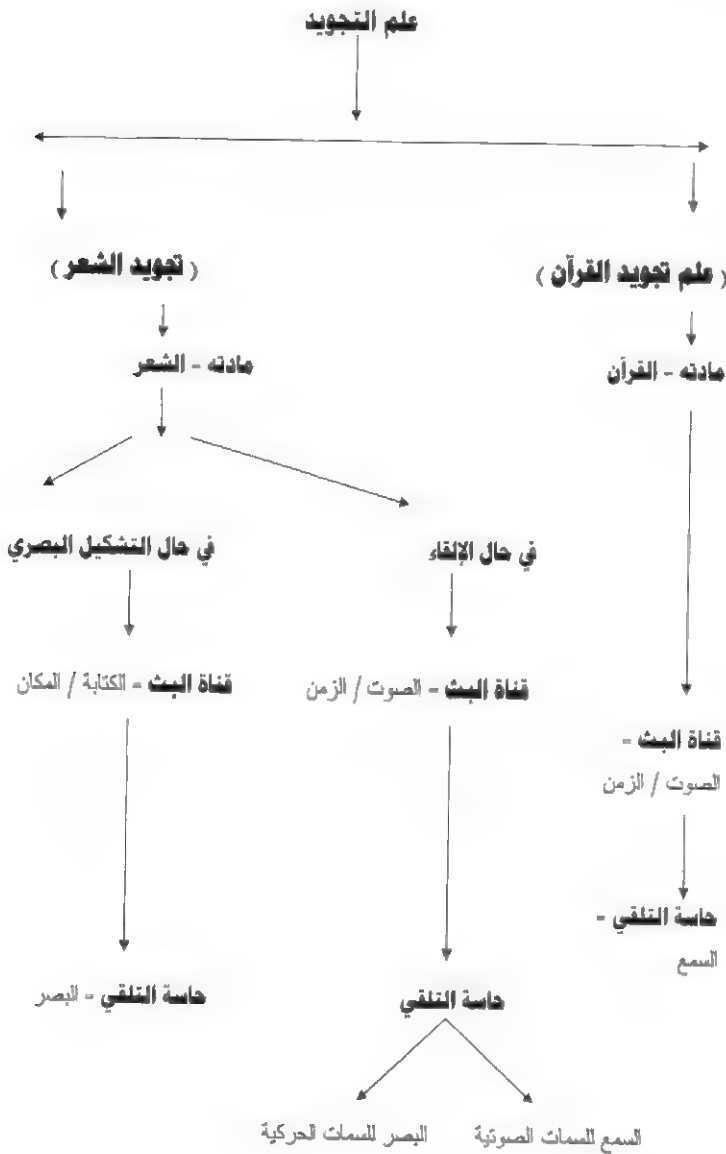 علم التجويد
( علم تجويد القرآن )
( تجويد الشعر )
مادته - القرآن
مادته - الشعر
في حال الإلقاء
في حال التشكيل البصري
قناة البث - الصوت / الزمن
قناة البث - الكتابة / المكان
قناة البث -
الصوت / الزمن
حاسة التلقي -
السمع
حاسة التلقي
حاسة التلقي - البصر
السمع للسمات الصوتية
البصر للسمات الحركية